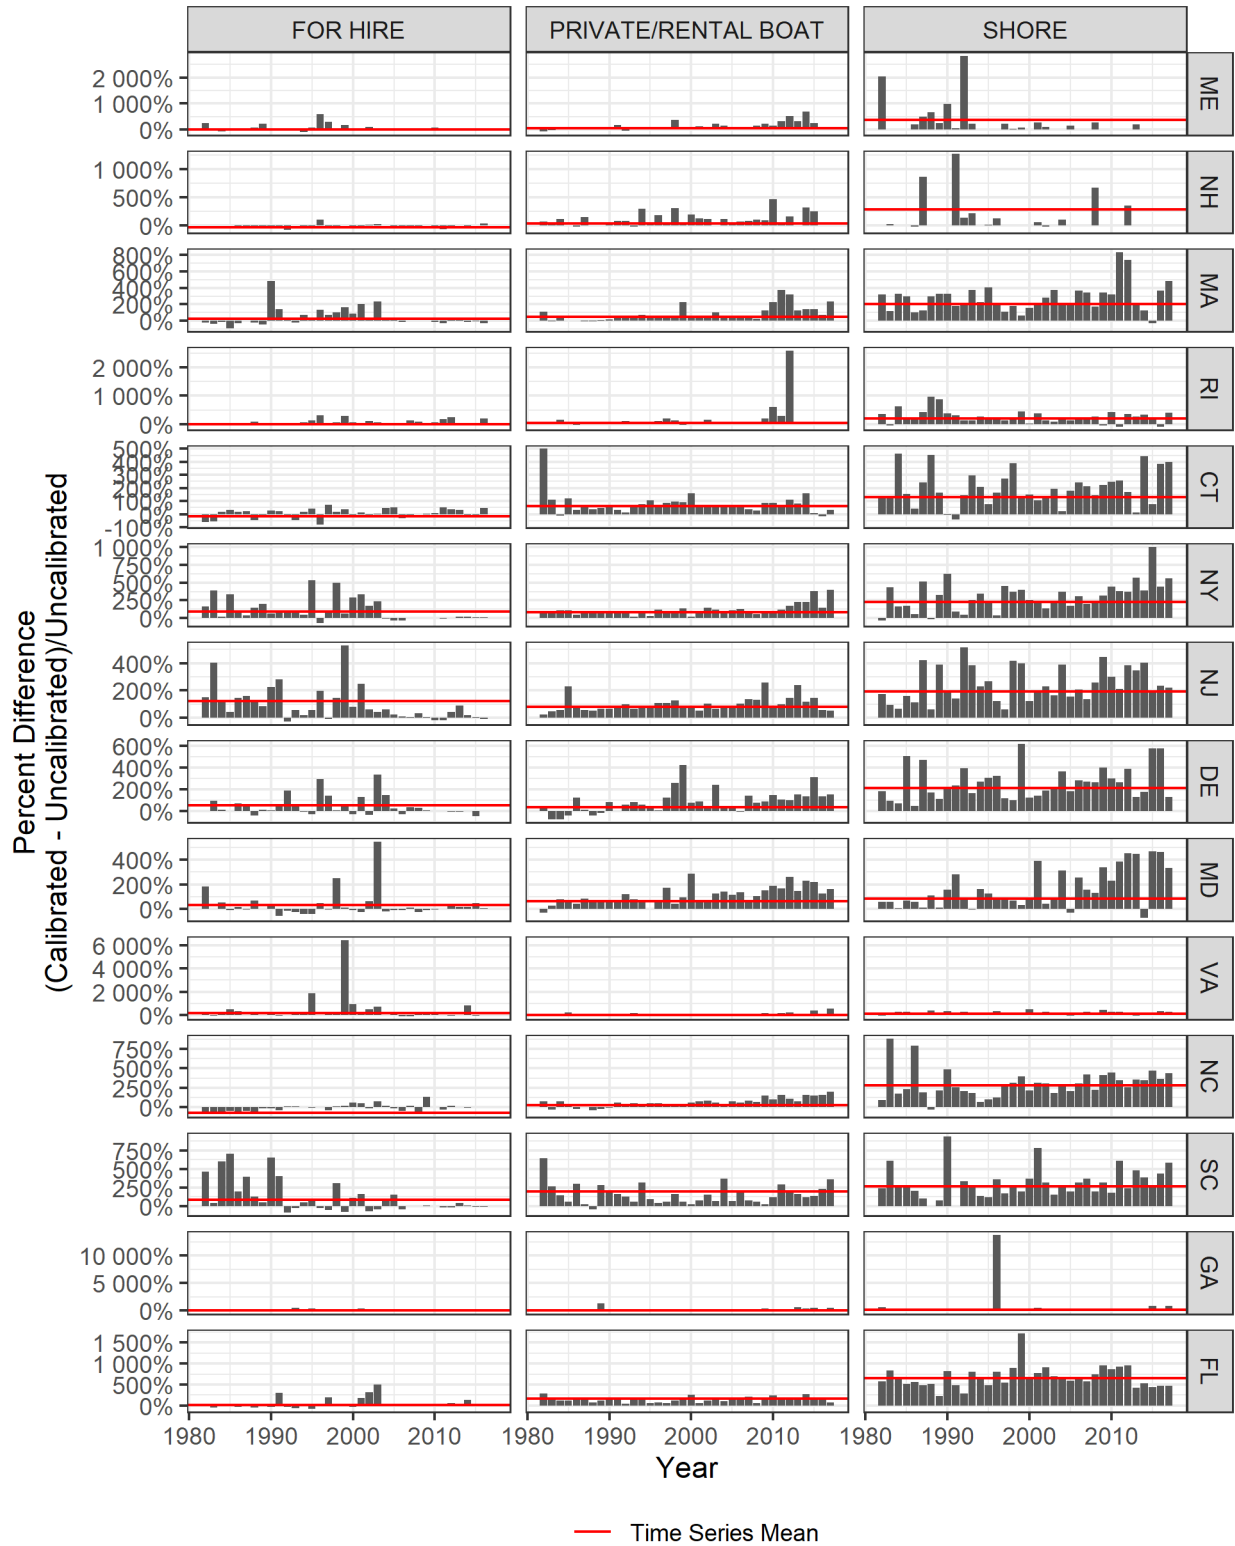 FOR HIRE PRIVATE/RENTAL BOAT SHORE
2 000%
1 000%
0%
ME
1 000%
500%
0%
NH
800%
600%
400%
200%
0%
MA
2 000%
1 000%
0%
RI
500%
400%
300%
200%
100%
0%
-100%
CT
1 000%
750%
500%
250%
0%
NY
400%
200%
0%
NJ
600%
400%
200%
0%
DE
400%
200%
0%
MD
6 000%
4 000%
2 000%
0%
VA
750%
500%
250%
0%
NC
750%
500%
250%
0%
SC
10 000%
5 000%
0%
GA
1 500%
1 000%
500%
0%
FL
1980 1990 2000 2010 1980 1990 2000 2010 1980 1990 2000 2010
Year
Percent Difference
(Calibrated - Uncalibrated)/Uncalibrated
Time Series Mean